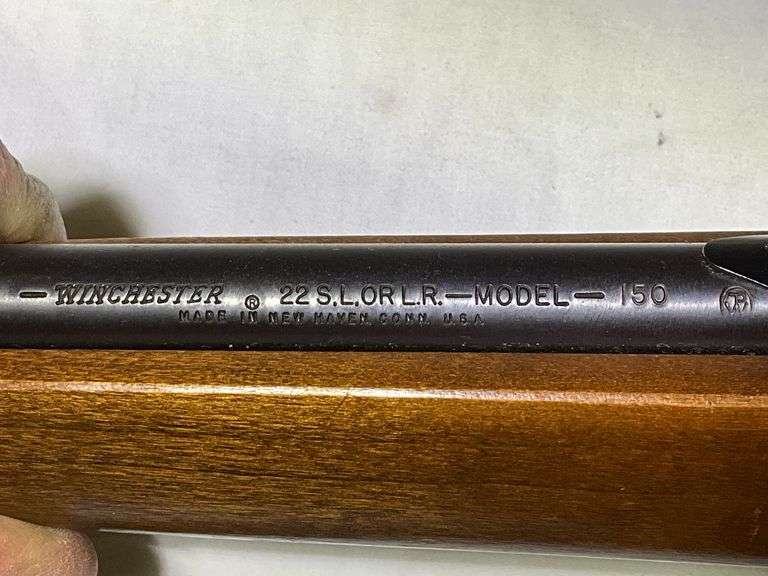 — WINCHESTER ® 22 S.L.OR L.R.—MODEL— 150
MADE IN NEW HAVEN, CONN. U.S.A.